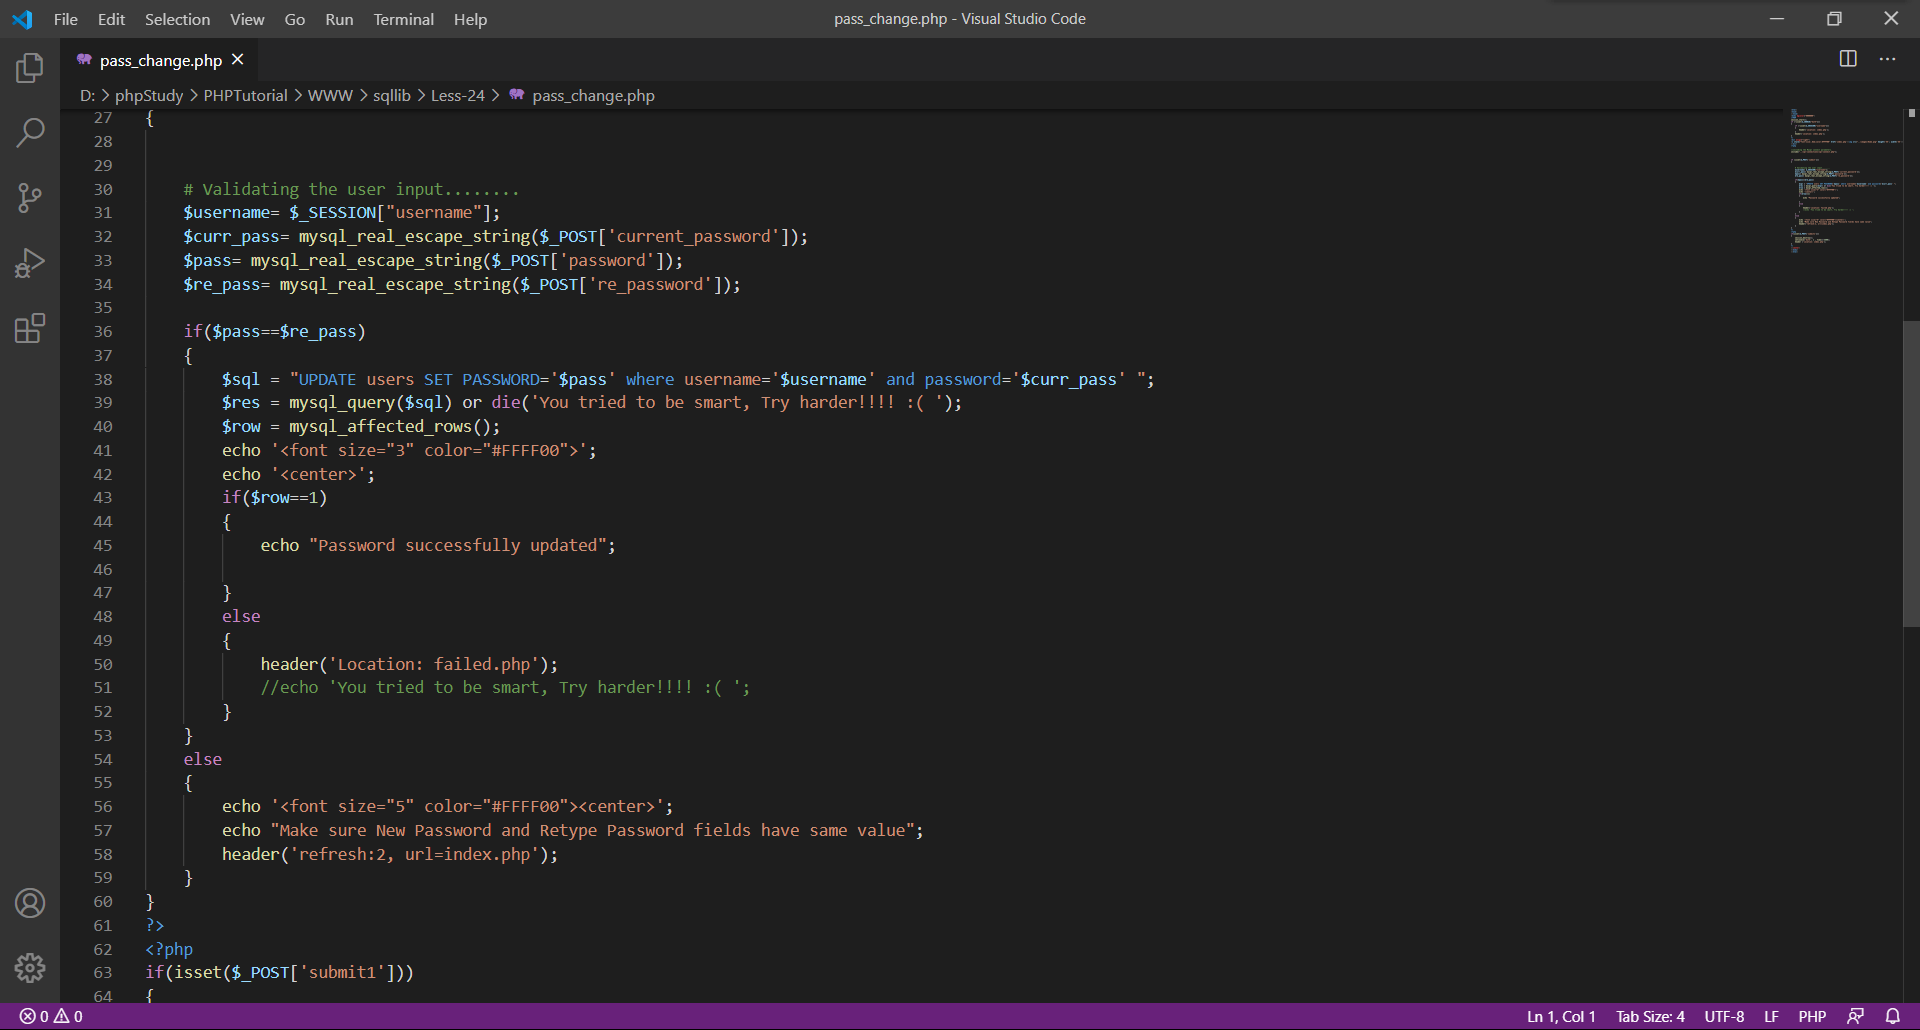 File Edit Selection View Go Run Terminal Help pass_change.php - Visual Studio Code
pass_change.php
D: > phpStudy > PHPTutorial > WWW > sqllib > Less-24 > pass_change.php
27 {
28
29
30 # Validating the user input........
31 $username= $_SESSION["username"];
32 $curr_pass= mysql_real_escape_string($_POST['current_password']);
33 $pass= mysql_real_escape_string($_POST['password']);
34 $re_pass= mysql_real_escape_string($_POST['re_password']);
35
36 if($pass==$re_pass)
37 {
38 $sql = "UPDATE users SET PASSWORD='$pass' where username='$username' and password='$curr_pass' ";
39 $res = mysql_query($sql) or die('You tried to be smart, Try harder!!!! :( ');
40 $row = mysql_affected_rows();
41 echo '<font size="3" color="#FFFF00">';
42 echo '<center>';
43 if($row==1)
44 {
45 echo "Password successfully updated";
46
47 }
48 else
49 {
50 header('Location: failed.php');
51 //echo 'You tried to be smart, Try harder!!!! :( ';
52 }
53 }
54 else
55 {
56 echo '<font size="5" color="#FFFF00"><center>';
57 echo "Make sure New Password and Retype Password fields have same value";
58 header('refresh:2, url=index.php');
59 }
60 }
61 ?>
62 <?php
63 if(isset($_POST['submit1']))
64 {
0 0 Ln 1, Col 1 Tab Size: 4 UTF-8 LF PHP